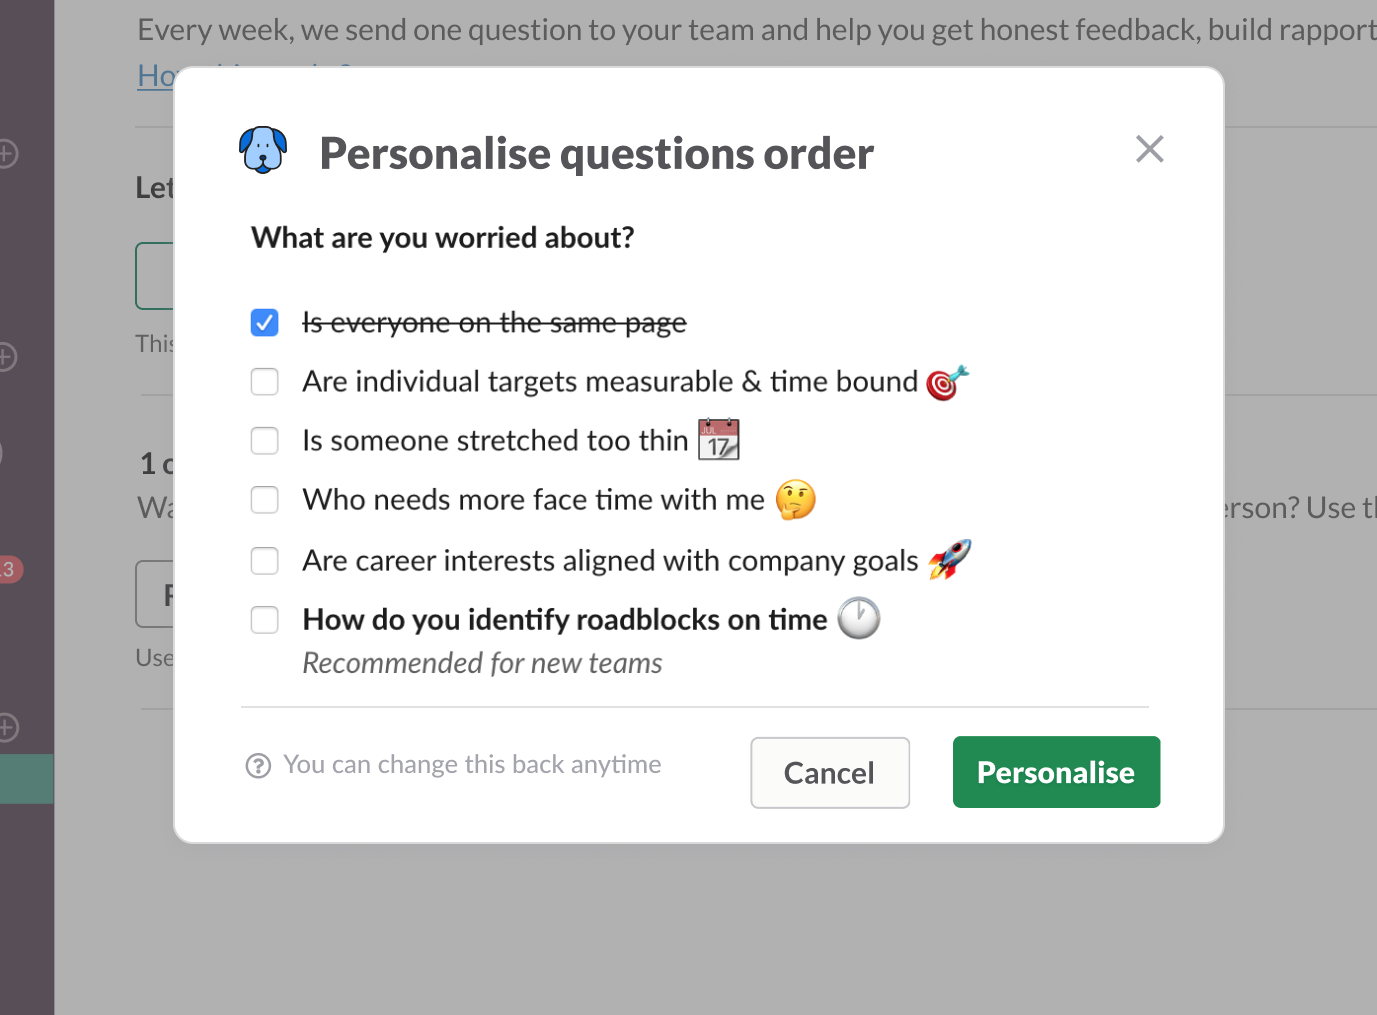 Every week, we send one question to your team and help you get honest feedback, build rapport
Personalise questions order
Let
What are you worried about?
Is everyone on the same page
This
Are individual targets measurable & time bound
Is someone stretched too thin
JUL
17
1 o
Who needs more face time with me
Wa
erson? Use th
Are career interests aligned with company goals
13
How do you identify roadblocks on time
Recommended for new teams
Use
You can change this back anytime
Cancel
Personalise